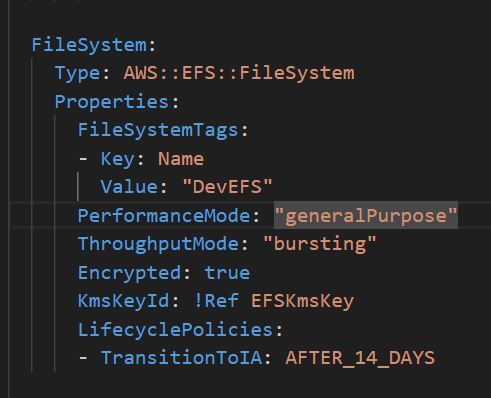 FileSystem:
Type: AWS::EFS::FileSystem
Properties:
FileSystemTags:
- Key: Name
Value: "DevEFS"
PerformanceMode: "generalPurpose"
ThroughputMode: "bursting"
Encrypted: true
KmsKeyId: !Ref EFSKmsKey
LifecyclePolicies:
- TransitionToIA: AFTER_14_DAYS